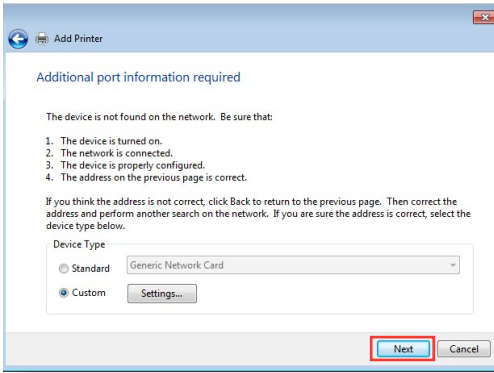 Add Printer
Additional port information required
The device is not found on the network. Be sure that:
1. The device is turned on.
2. The network is connected.
3. The device is properly configured.
4. The address on the previous page is correct.
If you think the address is not correct, click Back to return to the previous page. Then correct the
address and perform another search on the network. If you are sure the address is correct, select the
device type below.
Device Type
Standard Generic Network Card
Custom Settings...
Next Cancel